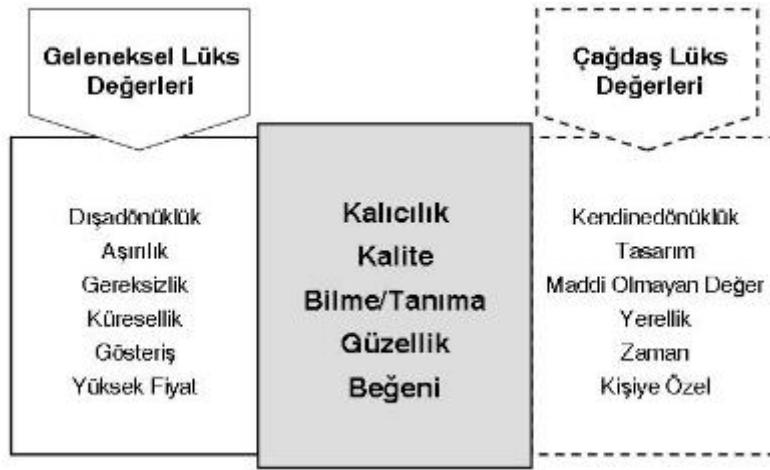 Geleneksel Lüks
Değerleri
Dışadönüklük
Aşırılık
Gereksizlik
Küresellik
Gösteriş
Yüksek Fiyat
Kalıcılık
Kalite
Bilme/Tanıma
Güzellik
Beğeni
Çağdaş Lüks
Değerleri
Kendinedönüklük
Tasarım
Maddi Olmayan Değer
Yerellik
Zaman
Kişiye Özel